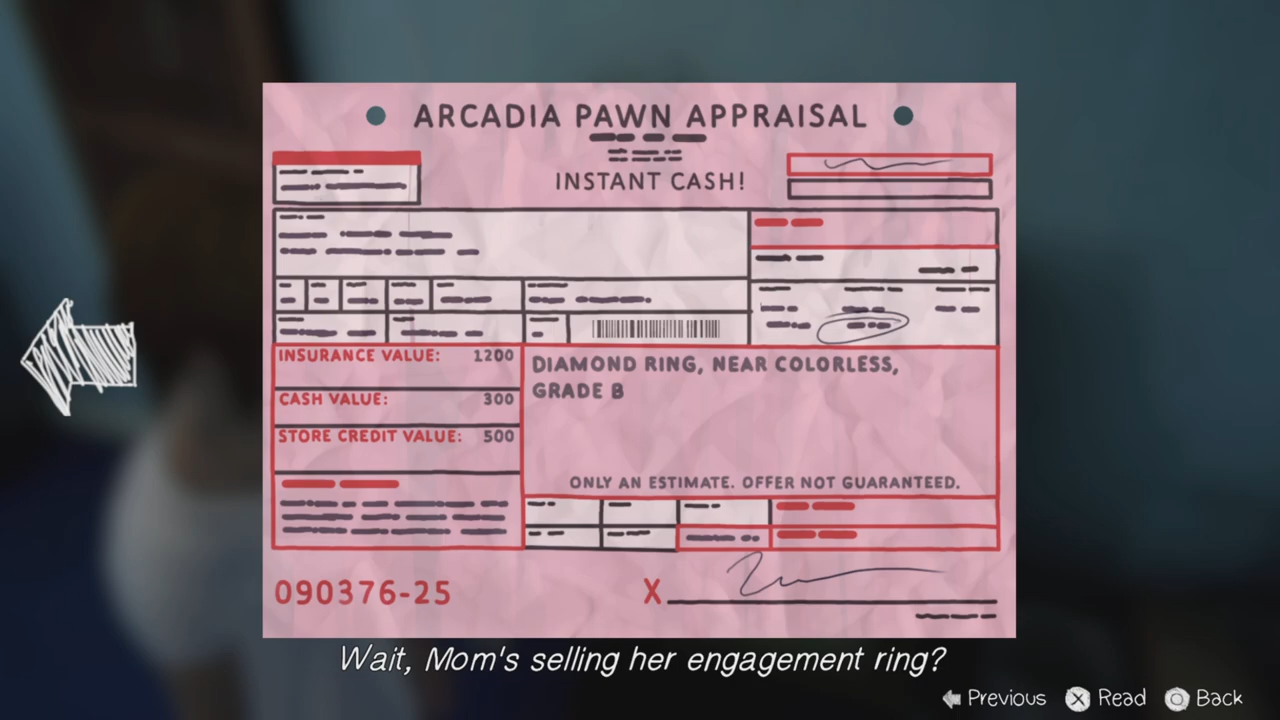 ARCADIA PAWN APPRAISAL
INSTANT CASH!
INSURANCE VALUE: 1200
CASH VALUE: 300
STORE CREDIT VALUE: 500
DIAMOND RING, NEAR COLORLESS,
GRADE B
ONLY AN ESTIMATE. OFFER NOT GUARANTEED.
090376-25
X
Wait, Mom's selling her engagement ring?
Previous Read Back